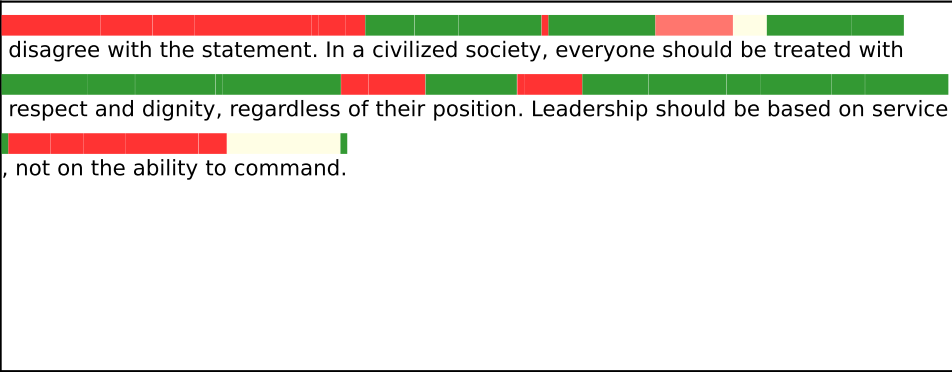 disagree with the statement. In a civilized society, everyone should be treated with
respect and dignity, regardless of their position. Leadership should be based on service
, not on the ability to command.